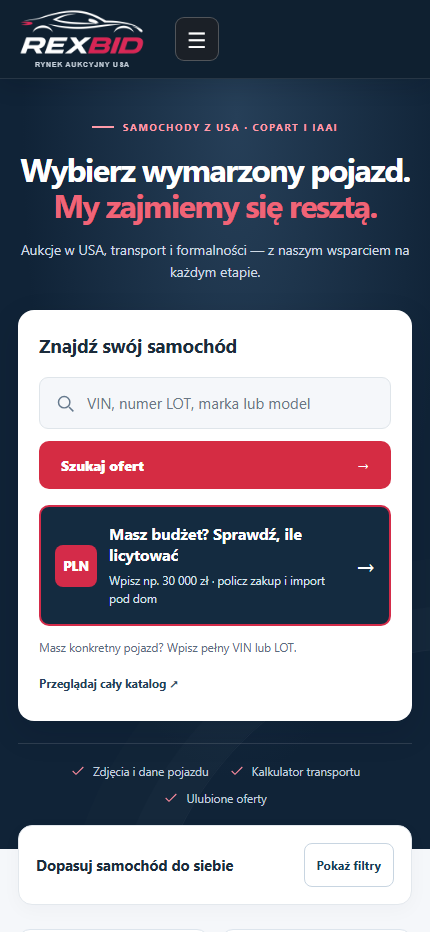 REXBID
RYNEK AUKCYJNY USA
☰
SAMOCHODY Z USA · COPART I IAAI
Wybierz wymarzony pojazd.
My zajmiemy się resztą.
Aukcje w USA, transport i formalności — z naszym wsparciem na
każdym etapie.
Znajdź swój samochód
VIN, numer LOT, marka lub model
Szukaj ofert →
PLN
Masz budżet? Sprawdź, ile
licytować
Wpisz np. 30 000 zł · policz zakup i import
pod dom
→
Masz konkretny pojazd? Wpisz pełny VIN lub LOT.
Przeglądaj cały katalog ↗
✓ Zdjęcia i dane pojazdu ✓ Kalkulator transportu
✓ Ulubione oferty
Dopasuj samochód do siebie
Pokaż filtry